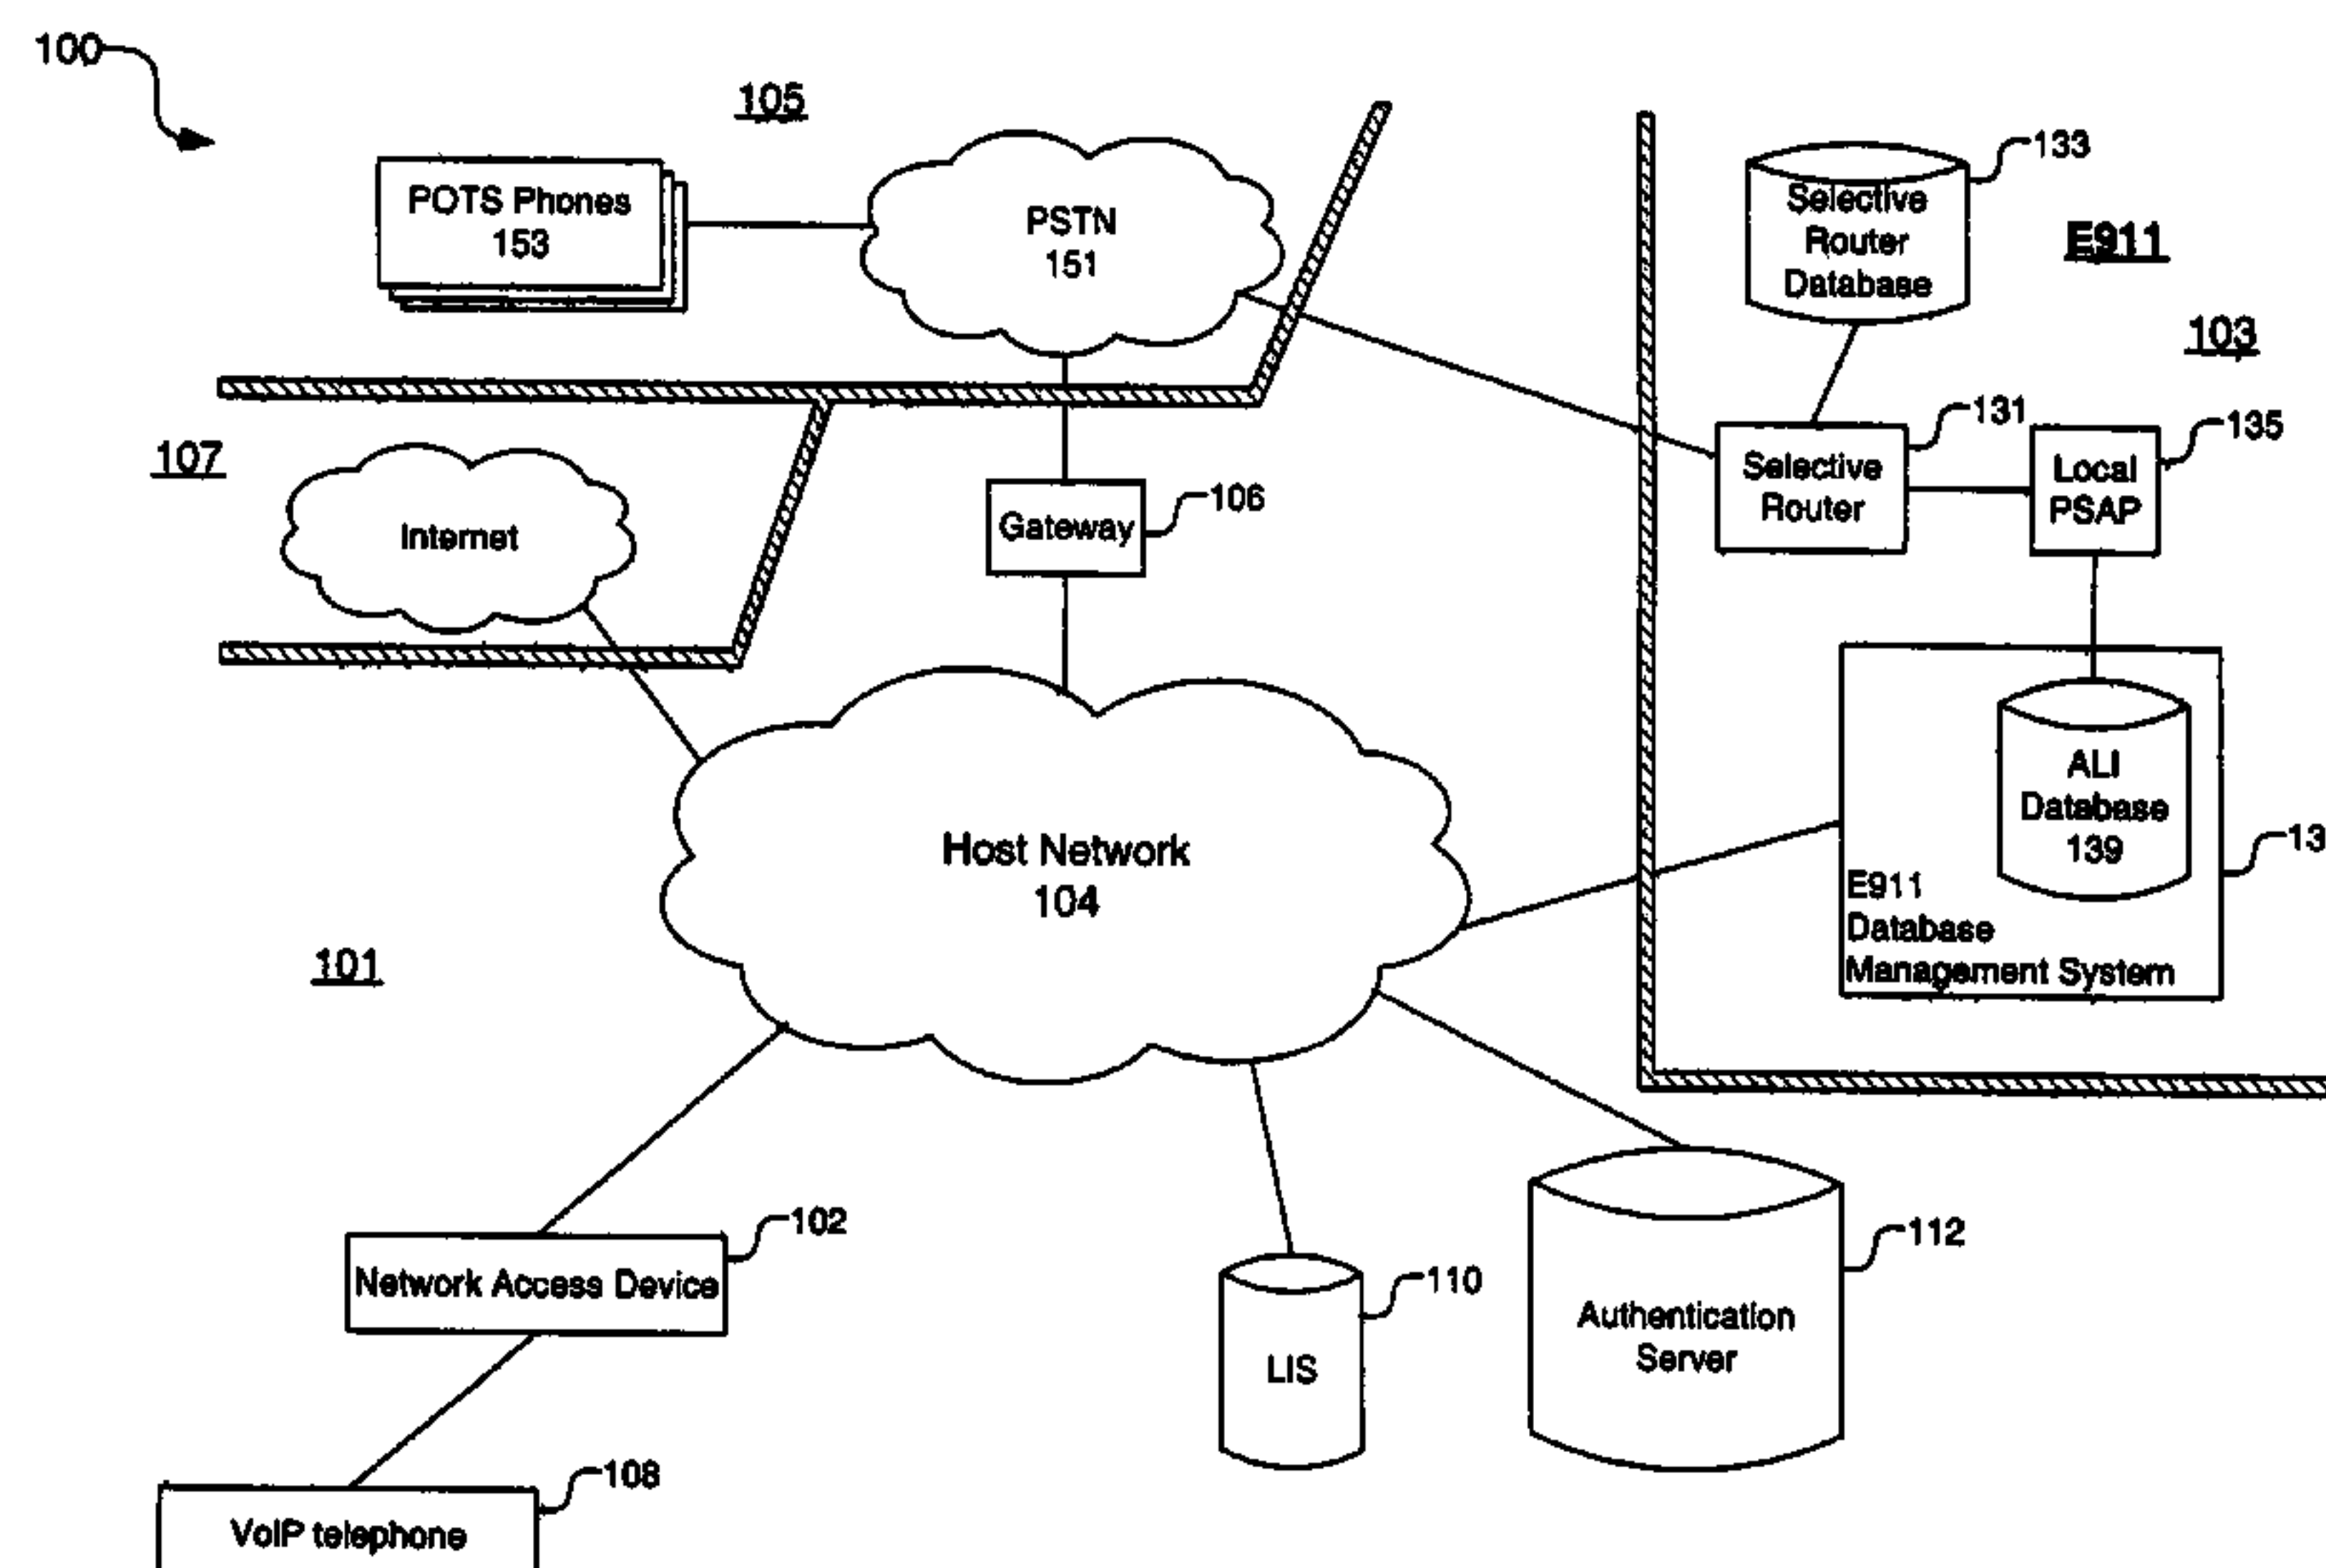 100
105
POTS Phones
153
PSTN
151
133
Selective
Router
Database
E911
103
107
Internet
106
Gateway
131
Selective
Router
135
Local
PSAP
Host Network
104
ALI
Database
139
13
E911
Database
Management System
101
102
Network Access Device
110
LIS
112
Authentication
Server
108
VoIP telephone